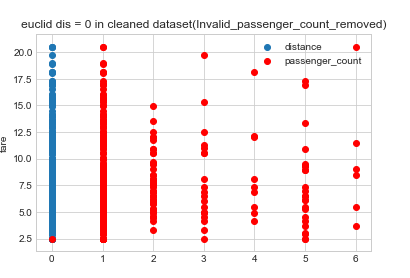 euclid dis = 0 in cleaned dataset(Invalid_passenger_count_removed)
20.0
17.5
15.0
12.5
10.0
7.5
5.0
2.5
fare
distance
passenger_count
0 1 2 3 4 5 6